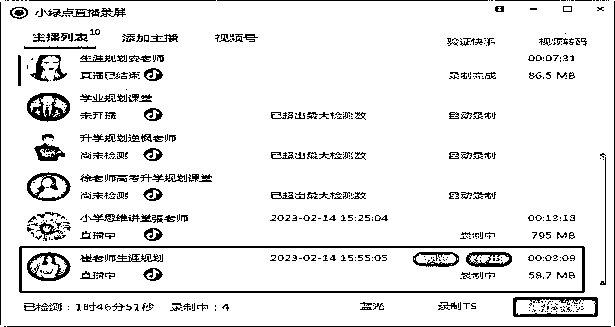 小绿点直播录屏
主播列表10 添加主播 视频号 验证快乐 视频转码
生涯规划安老师 00:07:31
直播已结束 录制完成 86.5 MB
学业规划课堂
未开播 已超出最大检测数 自动录制
升学规划逆枫老师
尚未检测 已超出最大检测数 自动录制
徐老师高考升学规划课堂
尚未检测 已超出最大检测数 自动录制
小学思维讲堂張老师 2023-02-14 15:25:04 00:12:13
直播中 录制中 795 MB
崔老师生涯规划 2023-02-14 15:55:05 00:02:09
直播中 录制中 58.7 MB
已检测：1时46分51秒 录制中：4 蓝光 录制TS